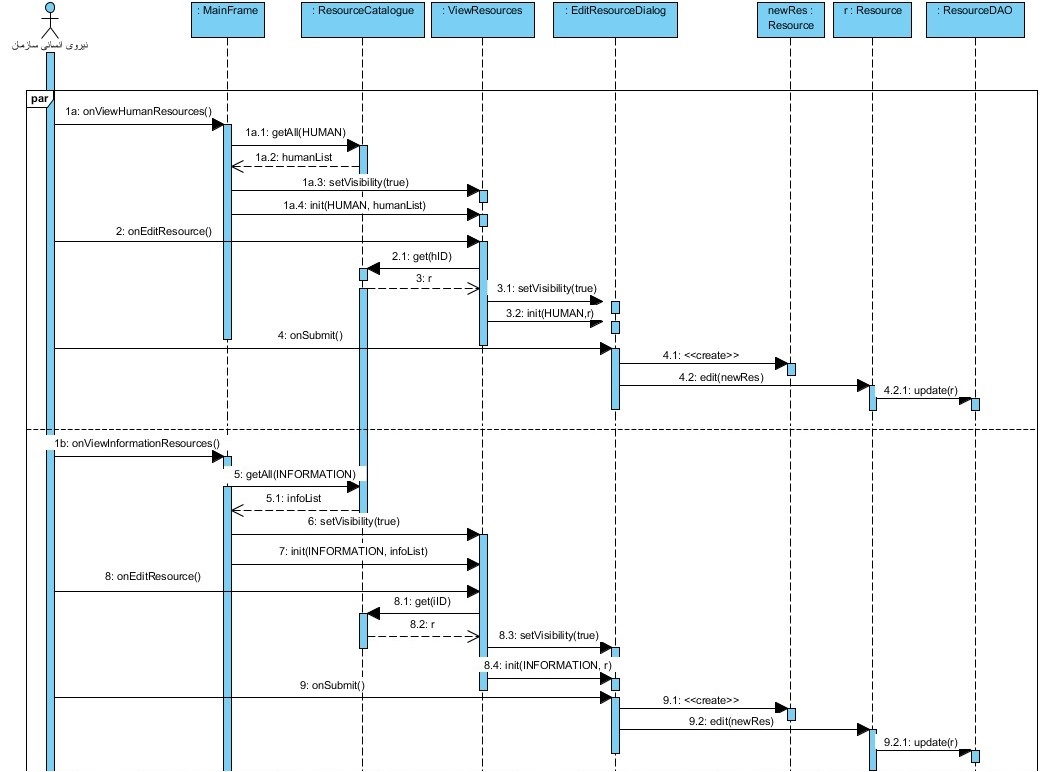 : MainFrame
: ResourceCatalogue
: ViewResources
: EditResourceDialog
newRes :
Resource
r : Resource
: ResourceDAO
نیروی انسانی سازمان
par
1a: onViewHumanResources()
1a.1: getAll(HUMAN)
1a.2: humanList
1a.3: setVisibility(true)
1a.4: init(HUMAN, humanList)
2: onEditResource()
2.1: get(hID)
3: r
3.1: setVisibility(true)
3.2: init(HUMAN,r)
4: onSubmit()
4.1: <<create>>
4.2: edit(newRes)
4.2.1: update(r)
1b: onViewInformationResources()
5: getAll(INFORMATION)
5.1: infoList
6: setVisibility(true)
7: init(INFORMATION, infoList)
8: onEditResource()
8.1: get(iID)
8.2: r
8.3: setVisibility(true)
8.4: init(INFORMATION, r)
9: onSubmit()
9.1: <<create>>
9.2: edit(newRes)
9.2.1: update(r)